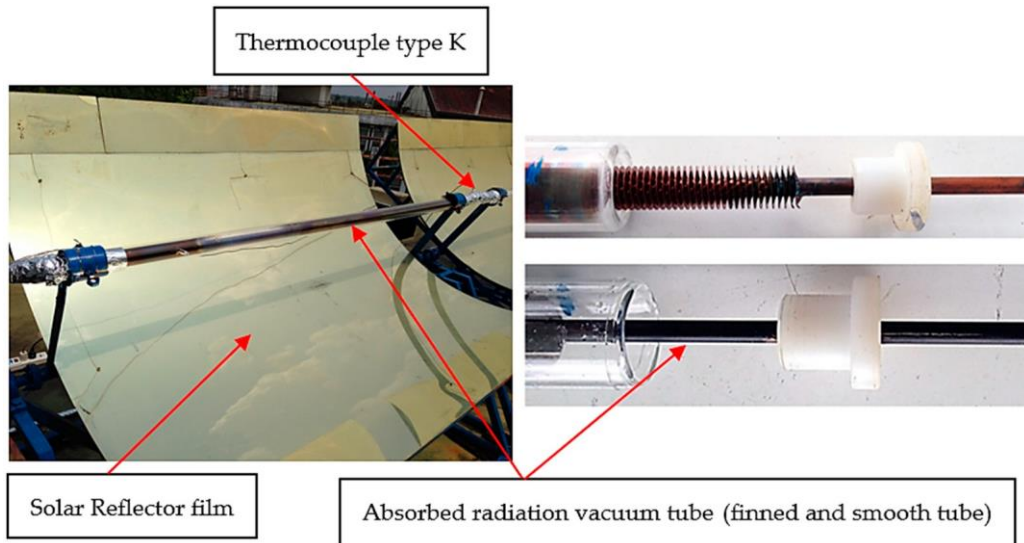 Thermocouple type K
Solar Reflector film
Absorbed radiation vacuum tube (finned and smooth tube)